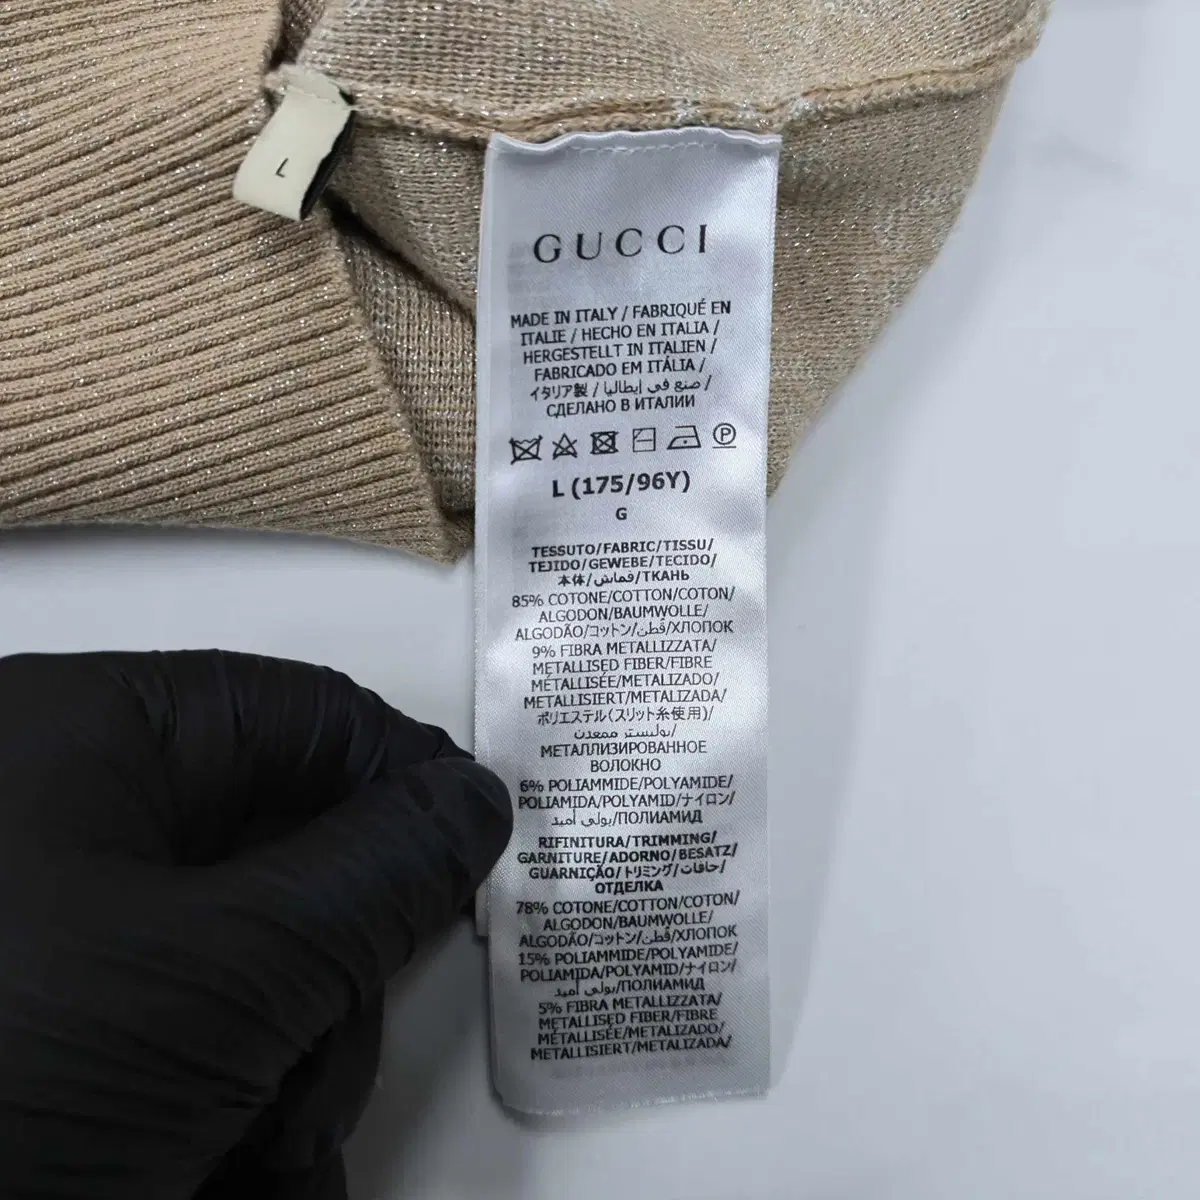 L
GUCCI
MADE IN ITALY / FABRIQUÉ EN
ITALIE / HECHO EN ITALIA /
HERGESTELLT IN ITALIEN /
FABRICADO EM ITÁLIA /
イタリア製 / صنع في إيطاليا /
СДЕЛАНО В ИТАЛИИ
P
L (175/96Y)
G
TESSUTO/FABRIC/TISSU/
TEJIDO/GEWEBE/TECIDO/
本体/قماش/ТКАНЬ
85% COTONE/COTTON/COTON/
ALGODON/BAUMWOLLE/
ALGODÃO/コットン/قطن/ХЛОПОК
9% FIBRA METALLIZZATA/
METALLISED FIBER/FIBRE
MÉTALLISÉE/METALIZADO/
METALLISIERT/METALIZADA/
ポリエステル(スリット糸使用)/
بوليستر ممعدن/
МЕТАЛЛИЗИРОВАННОЕ
ВОЛОКНО
6% POLIAMMIDE/POLYAMIDE/
POLIAMIDA/POLYAMID/ナイロン/
بولي أميد/ПОЛИАМИД
RIFINITURA/TRIMMING/
GARNITURE/ADORNO/BESATZ/
GUARNIÇÃO/トリミング/حافات/
ОТДЕЛКА
78% COTONE/COTTON/COTON/
ALGODON/BAUMWOLLE/
ALGODÃO/コットン/قطن/ХЛОПОК
15% POLIAMMIDE/POLYAMIDE/
POLIAMIDA/POLYAMID/ナイロン/
بولي أميد/ПОЛИАМИД
5% FIBRA METALLIZZATA/
METALLISED FIBER/FIBRE
MÉTALLISÉE/METALIZADO/
METALLISIERT/METALIZADA/